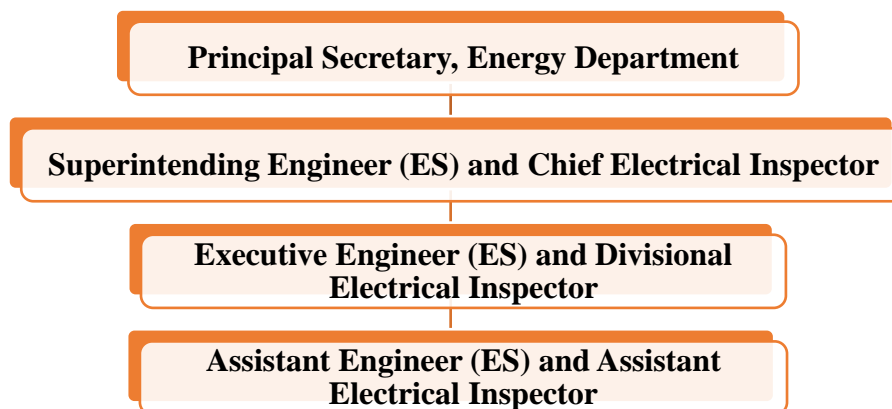 Principal Secretary, Energy Department
Superintending Engineer (ES) and Chief Electrical Inspector
Executive Engineer (ES) and Divisional
Electrical Inspector
Assistant Engineer (ES) and Assistant
Electrical Inspector